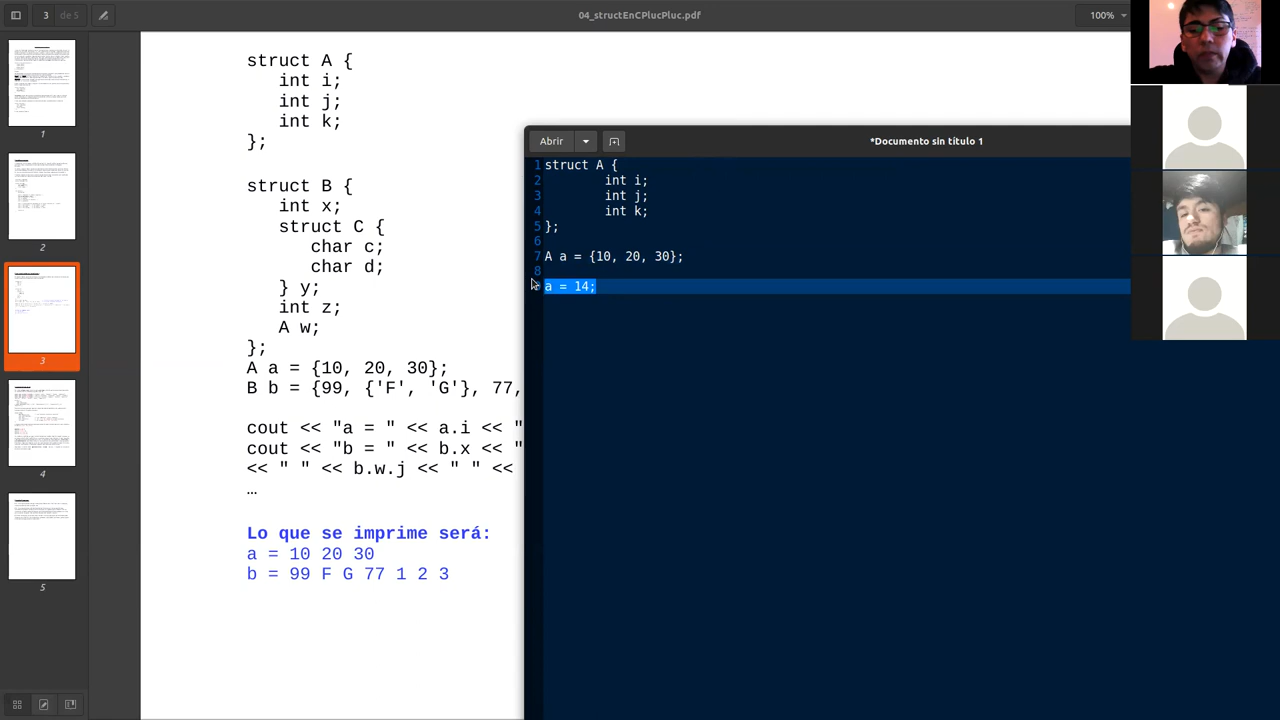 3 de 5
04_structEnCPlucPluc.pdf
100%
1
2
3
4
5
struct A {
int i;
int j;
int k;
};
struct B {
int x;
struct C {
char c;
char d;
} y;
int z;
A w;
};
A a = {10, 20, 30};
B b = {99, {'F', 'G'}, 77,
cout << "a = " << a.i << "
cout << "b = " << b.x << "
<< " " << b.w.j << " " <<
…
Lo que se imprime será:
a = 10 20 30
b = 99 F G 77 1 2 3
Abrir
*Documento sin título 1
1 struct A {
2 int i;
3 int j;
4 int k;
5 };
6
7 A a = {10, 20, 30};
8
a = 14;